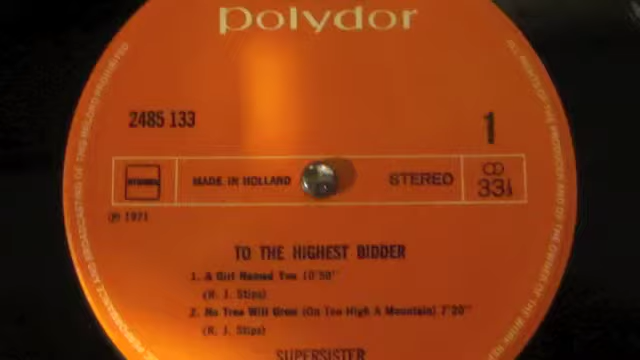 polydor
2485 133
1
STEREO
MADE IN HOLLAND
STEREO
33⅓
℗ 1971
TO THE HIGHEST BIDDER
1. A Girl Named You 10'50''
(R. J. Stips)
2. No Tree Will Grow (On Too High A Mountain) 7'20''
(R. J. Stips)
SUPERSISTER